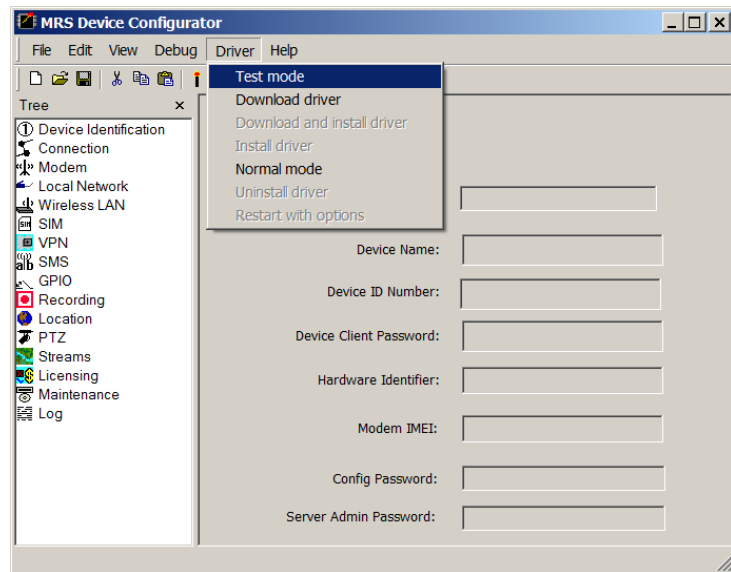 MRS Device Configurator
File Edit View Debug Driver Help
Test mode
Download driver
Download and install driver
Install driver
Normal mode
Uninstall driver
Restart with options
Tree
Device Identification
Connection
Modem
Local Network
Wireless LAN
SIM
VPN
SMS
GPIO
Recording
Location
PTZ
Streams
Licensing
Maintenance
Log
Device Name:
Device ID Number:
Device Client Password:
Hardware Identifier:
Modem IMEI:
Config Password:
Server Admin Password: